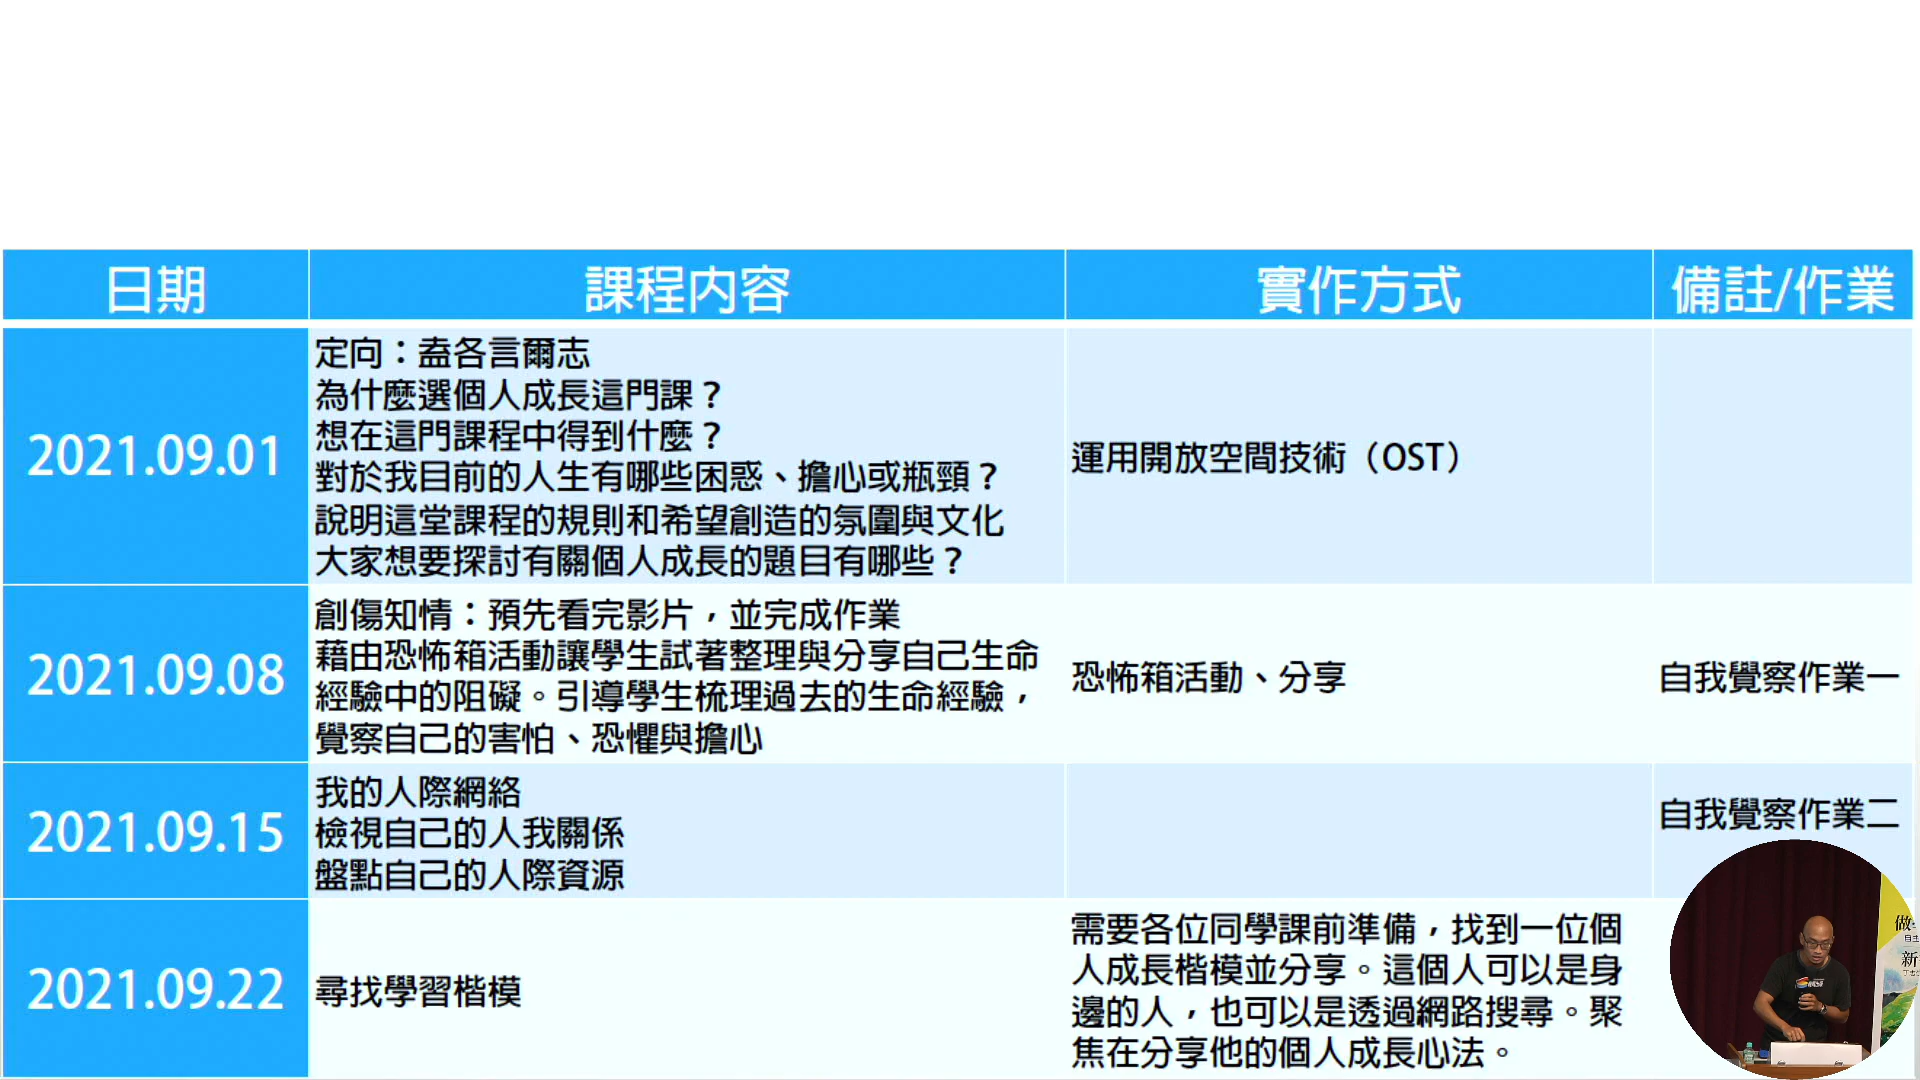 日期
課程內容
實作方式
備註/作業
2021.09.01
定向：盍各言爾志
為什麼選個人成長這門課？
想在這門課程中得到什麼？
對於我目前的人生有哪些困惑、擔心或瓶頸？
說明這堂課程的規則和希望創造的氛圍與文化
大家想要探討有關個人成長的題目有哪些？
運用開放空間技術（OST）
2021.09.08
創傷知情：預先看完影片，並完成作業
藉由恐怖箱活動讓學生試著整理與分享自己生命
經驗中的阻礙。引導學生梳理過去的生命經驗，
覺察自己的害怕、恐懼與擔心
恐怖箱活動、分享
自我覺察作業一
2021.09.15
我的人際網絡
檢視自己的人我關係
盤點自己的人際資源
自我覺察作業二
2021.09.22
尋找學習楷模
需要各位同學課前準備，找到一位個
人成長楷模並分享。這個人可以是身
邊的人，也可以是透過網路搜尋。聚
焦在分享他的個人成長心法。
做
自主
新